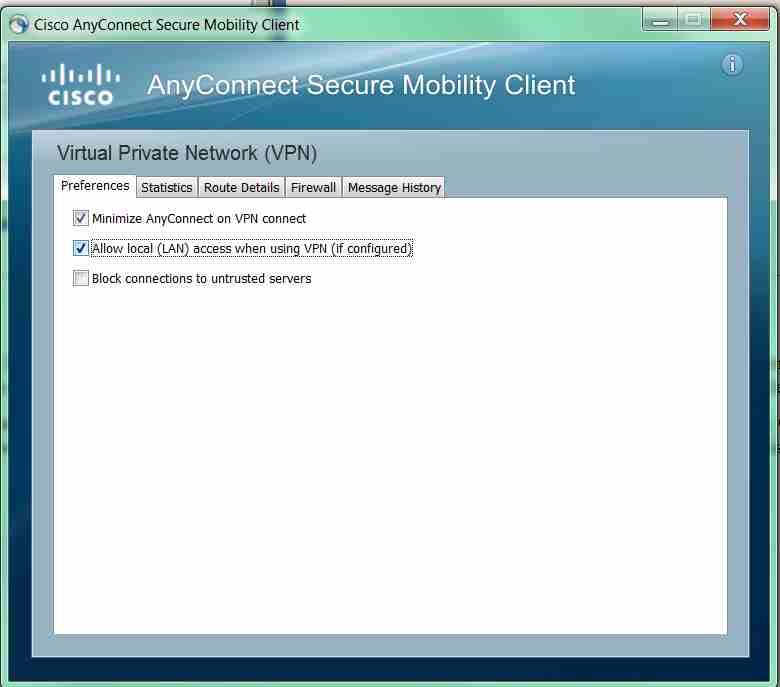 Cisco AnyConnect Secure Mobility Client
CISCO
AnyConnect Secure Mobility Client
Virtual Private Network (VPN)
Preferences Statistics Route Details Firewall Message History
Minimize AnyConnect on VPN connect
Allow local (LAN) access when using VPN (if configured)
Block connections to untrusted servers